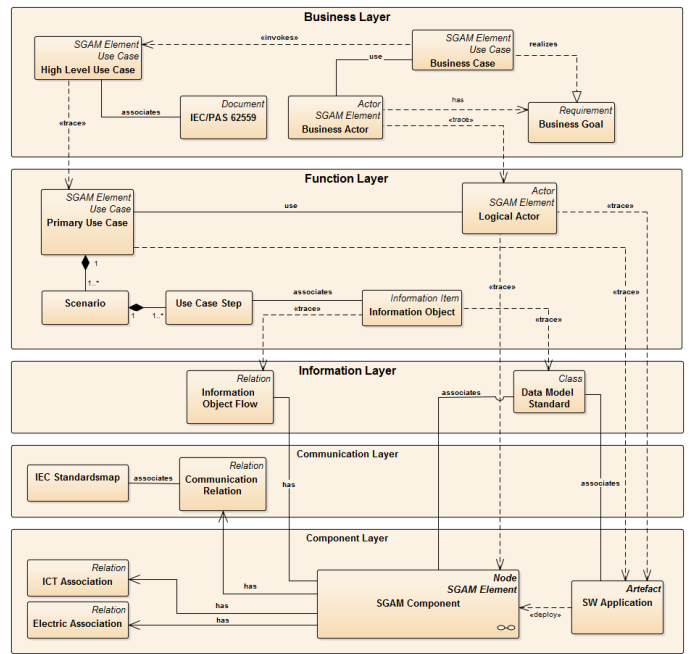 Business Layer
SGAM Element
Use Case
High Level Use Case
«invokes»
SGAM Element
Use Case
Business Case
realizes
use
associates
Document
IEC/PAS 62559
Actor
SGAM Element
Business Actor
has
«trace»
Requirement
Business Goal
«trace»
Function Layer
SGAM Element
Use Case
Primary Use Case
use
Actor
SGAM Element
Logical Actor
«trace»
«trace»
«trace»
1
1..*
Scenario
1
1..*
Use Case Step
associates
«trace»
Information Item
Information Object
«trace»
Information Layer
Relation
Information
Object Flow
associates
Class
Data Model
Standard
Communication Layer
IEC Standardsmap
associates
Relation
Communication
Relation
has
associates
Component Layer
Relation
ICT Association
has
has
Relation
Electric Association
has
Node
SGAM Element
SGAM Component
«deploy»
Artefact
SW Application